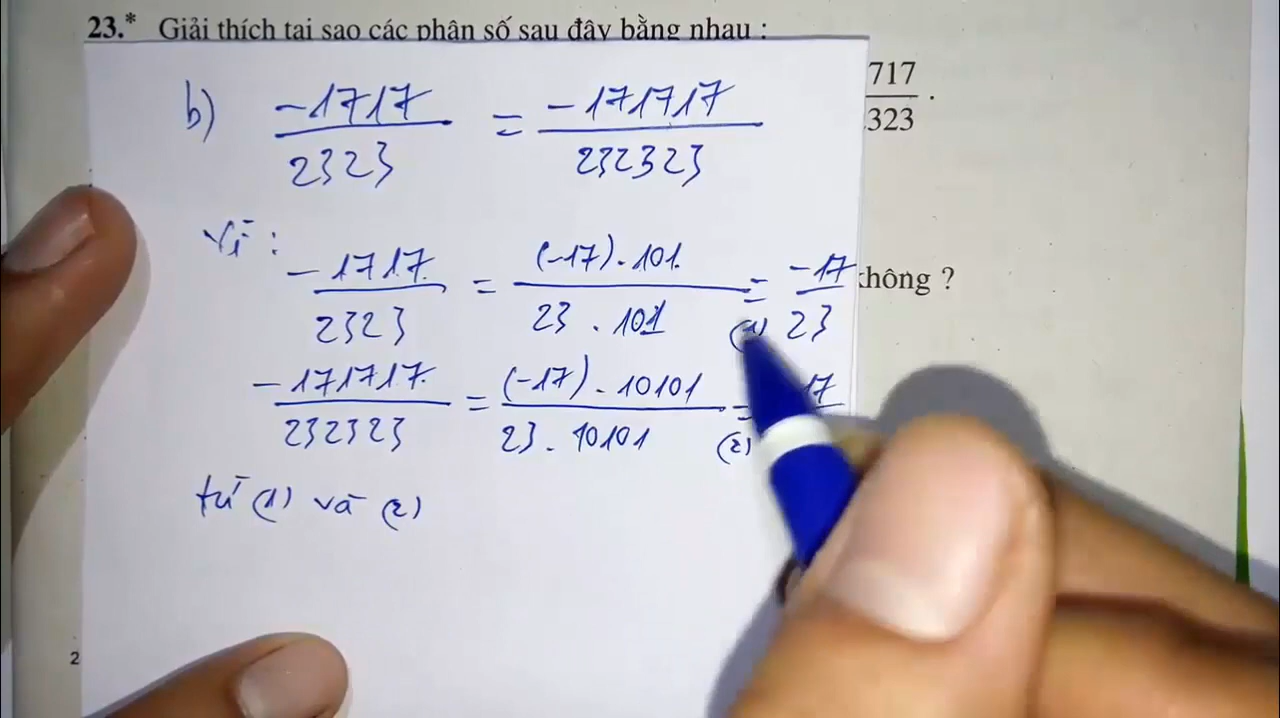 23.* Giải thích tại sao các phân số sau đây bằng nhau :
b) -1717/2323 = -171717/232323
717
323 .
Vì :
-1717/2323 = (-17).101/23.101 = (1) -17/23
không ?
-171717/232323 = (-17).10101/23.10101 = (2) 17
từ (1) và (2)
2